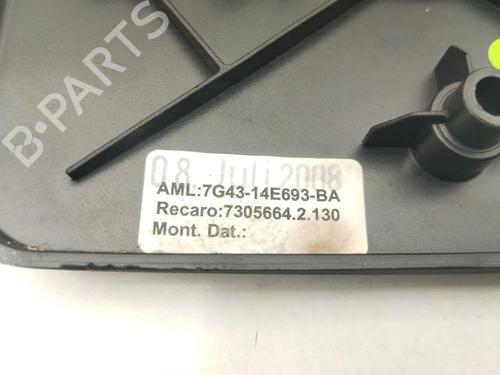 B-PARTS
08. Juli 2008
AML:7G43-14E693-BA
Recaro:7305664.2.130
Mont. Dat.: